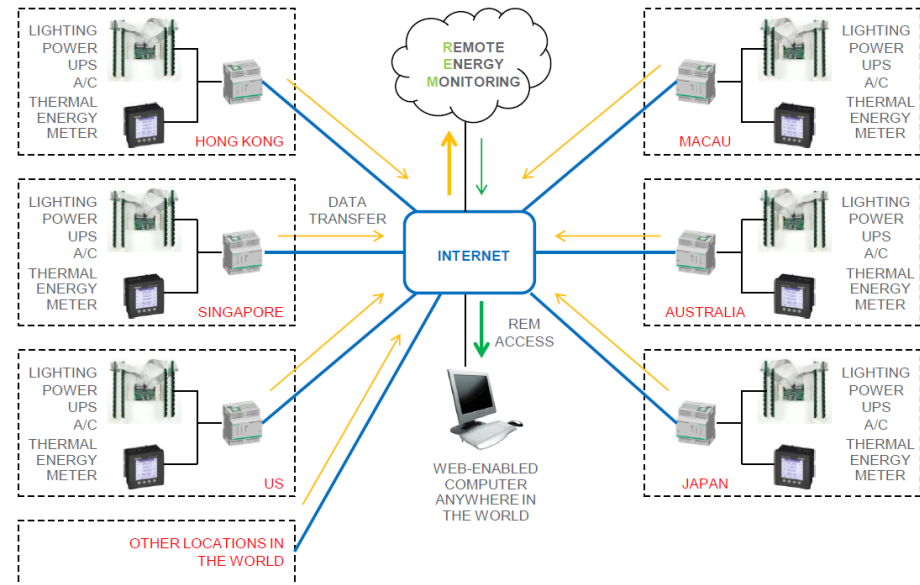 LIGHTING
POWER
UPS
A/C
THERMAL
ENERGY
METER
HONG KONG
REMOTE
ENERGY
MONITORING
LIGHTING
POWER
UPS
A/C
THERMAL
ENERGY
METER
MACAU
LIGHTING
POWER
UPS
A/C
THERMAL
ENERGY
METER
SINGAPORE
DATA
TRANSFER
INTERNET
LIGHTING
POWER
UPS
A/C
THERMAL
ENERGY
METER
AUSTRALIA
REM
ACCESS
LIGHTING
POWER
UPS
A/C
THERMAL
ENERGY
METER
US
WEB-ENABLED
COMPUTER
ANYWHERE IN
THE WORLD
LIGHTING
POWER
UPS
A/C
THERMAL
ENERGY
METER
JAPAN
OTHER LOCATIONS IN
THE WORLD